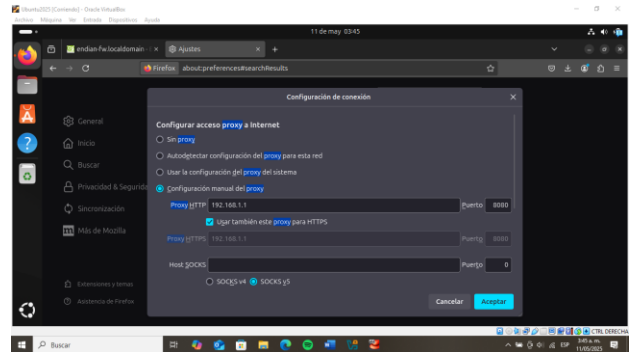 Ubuntu2025 [Corriendo] - Oracle VirtualBox
Archivo Máquina Ver Entrada Dispositivos Ayuda
11 de may 03:45
endian-fw.localdomain -
Ajustes
Firefox about:preferences#searchResults
Configuración de conexión
General
Inicio
Buscar
Privacidad & Segurida
Sincronización
Más de Mozilla
Extensiones y temas
Asistencia de Firefox
Configurar acceso proxy a Internet
Sin proxy
Autodetectar configuración del proxy para esta red
Usar la configuración del proxy del sistema
Configuración manual del proxy
Proxy HTTP 192.168.1.1 Puerto 8080
Usar también este proxy para HTTPS
Proxy HTTPS 192.168.1.1 Puerto 8080
Host SOCKS Puerto 0
SOCKS v4 SOCKS v5
Cancelar Aceptar
CTRL DERECHA
Buscar
ESP
3:45 a. m.
11/05/2025